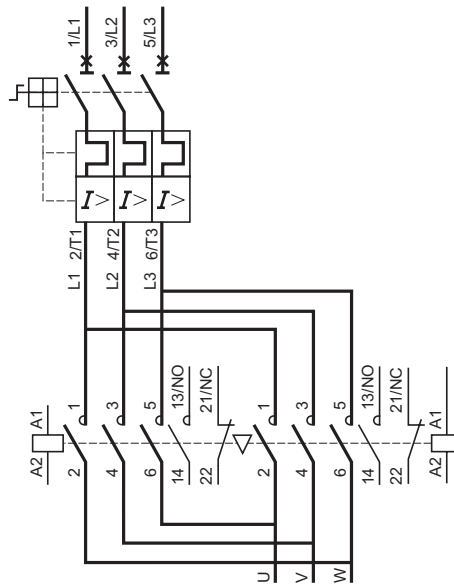 1/L1
3/L2
5/L3
I > I > I >
2/T1
4/T2
6/T3
L1
L2
L3
A1
A2
1
3
5
13/NO
21/NC
2
4
6
14
22
1
3
5
13/NO
21/NC
2
4
6
14
22
A1
A2
U
V
W